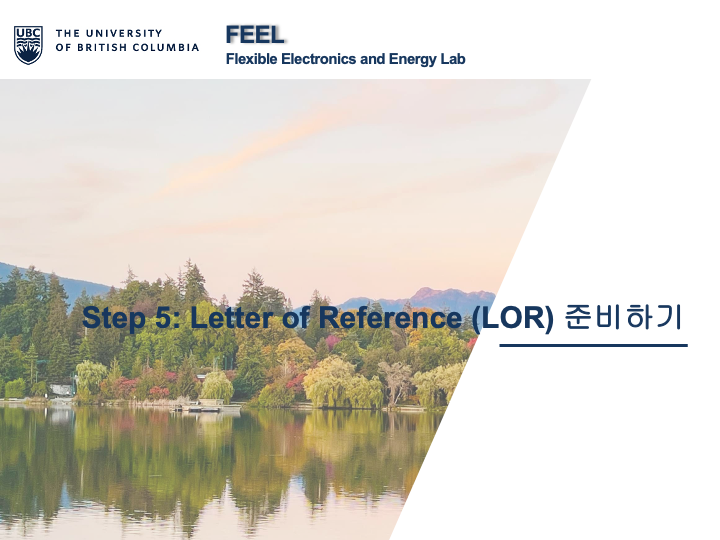 UBC
THE UNIVERSITY
OF BRITISH COLUMBIA
FEEL
Flexible Electronics and Energy Lab
Step 5: Letter of Reference (LOR) 준비하기